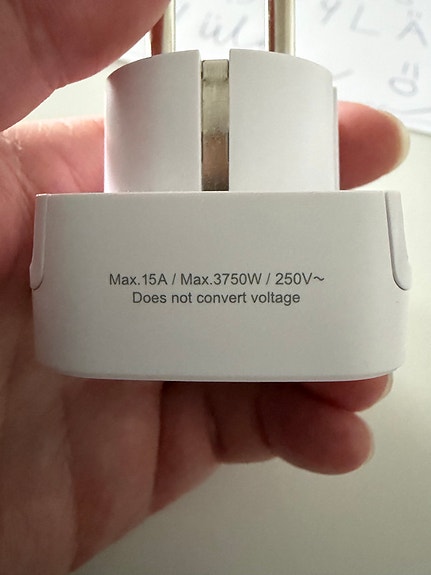 Max.15A / Max.3750W / 250V~
Does not convert voltage